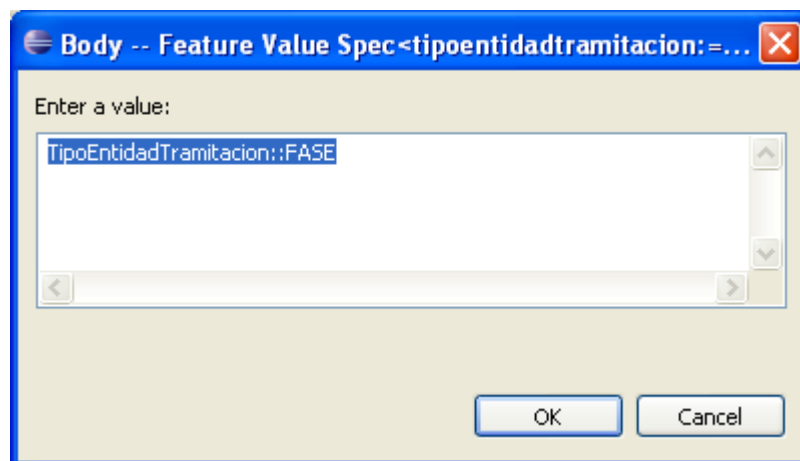 Body -- Feature Value Spec<tipoentidadtramitacion:=...
Enter a value:
TipoEntidadTramitacion::FASE
OK Cancel